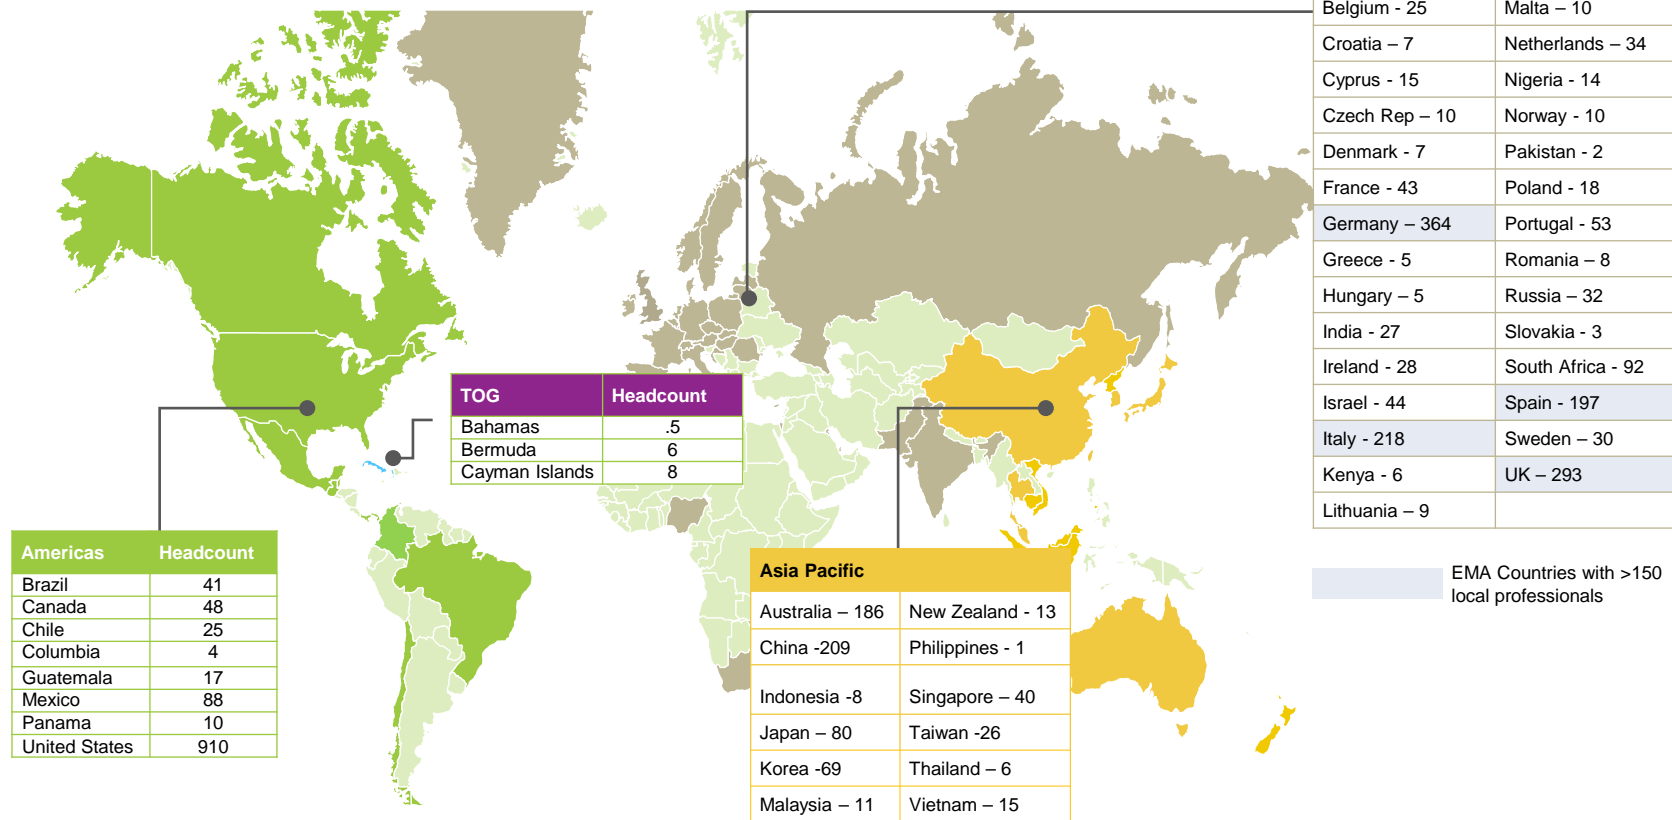 Belgium - 25 Malta – 10
Croatia – 7 Netherlands – 34
Cyprus - 15 Nigeria - 14
Czech Rep – 10 Norway - 10
Denmark - 7 Pakistan - 2
France - 43 Poland - 18
Germany – 364 Portugal - 53
Greece - 5 Romania – 8
Hungary – 5 Russia – 32
India - 27 Slovakia - 3
Ireland - 28 South Africa - 92
Israel - 44 Spain - 197
Italy - 218 Sweden – 30
Kenya - 6 UK – 293
Lithuania – 9
EMA Countries with >150
local professionals
TOG Headcount
Bahamas .5
Bermuda 6
Cayman Islands 8
Americas Headcount
Brazil 41
Canada 48
Chile 25
Columbia 4
Guatemala 17
Mexico 88
Panama 10
United States 910
Asia Pacific
Australia – 186 New Zealand - 13
China -209 Philippines - 1
Indonesia -8 Singapore – 40
Japan – 80 Taiwan -26
Korea -69 Thailand – 6
Malaysia – 11 Vietnam – 15